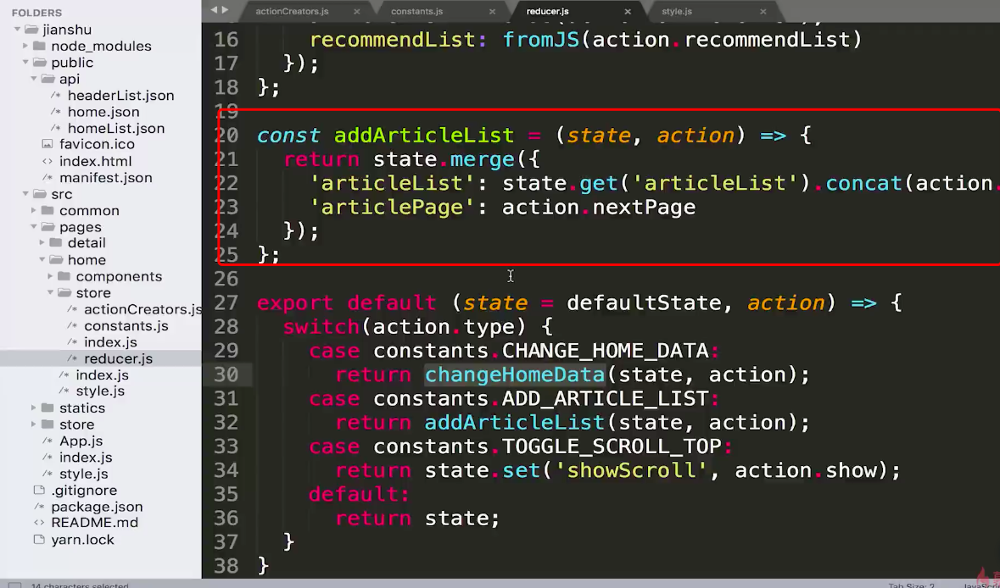 FOLDERS
jianshu
node_modules
public
api
headerList.json
home.json
homeList.json
favicon.ico
index.html
manifest.json
src
common
pages
detail
home
components
store
actionCreators.js
constants.js
index.js
reducer.js
index.js
style.js
statics
store
App.js
index.js
style.js
.gitignore
package.json
README.md
yarn.lock
actionCreators.js × constants.js × reducer.js × style.js ×
16 recommendList: fromJS(action.recommendList)
17 });
18 };
19
20 const addArticleList = (state, action) => {
21 return state.merge({
22 'articleList': state.get('articleList').concat(action.
23 'articlePage': action.nextPage
24 });
25 };
26
27 export default (state = defaultState, action) => {
28 switch(action.type) {
29 case constants.CHANGE_HOME_DATA:
30 return changeHomeData(state, action);
31 case constants.ADD_ARTICLE_LIST:
32 return addArticleList(state, action);
33 case constants.TOGGLE_SCROLL_TOP:
34 return state.set('showScroll', action.show);
35 default:
36 return state;
37 }
38 }
14 characters selected
Tab Size: 2